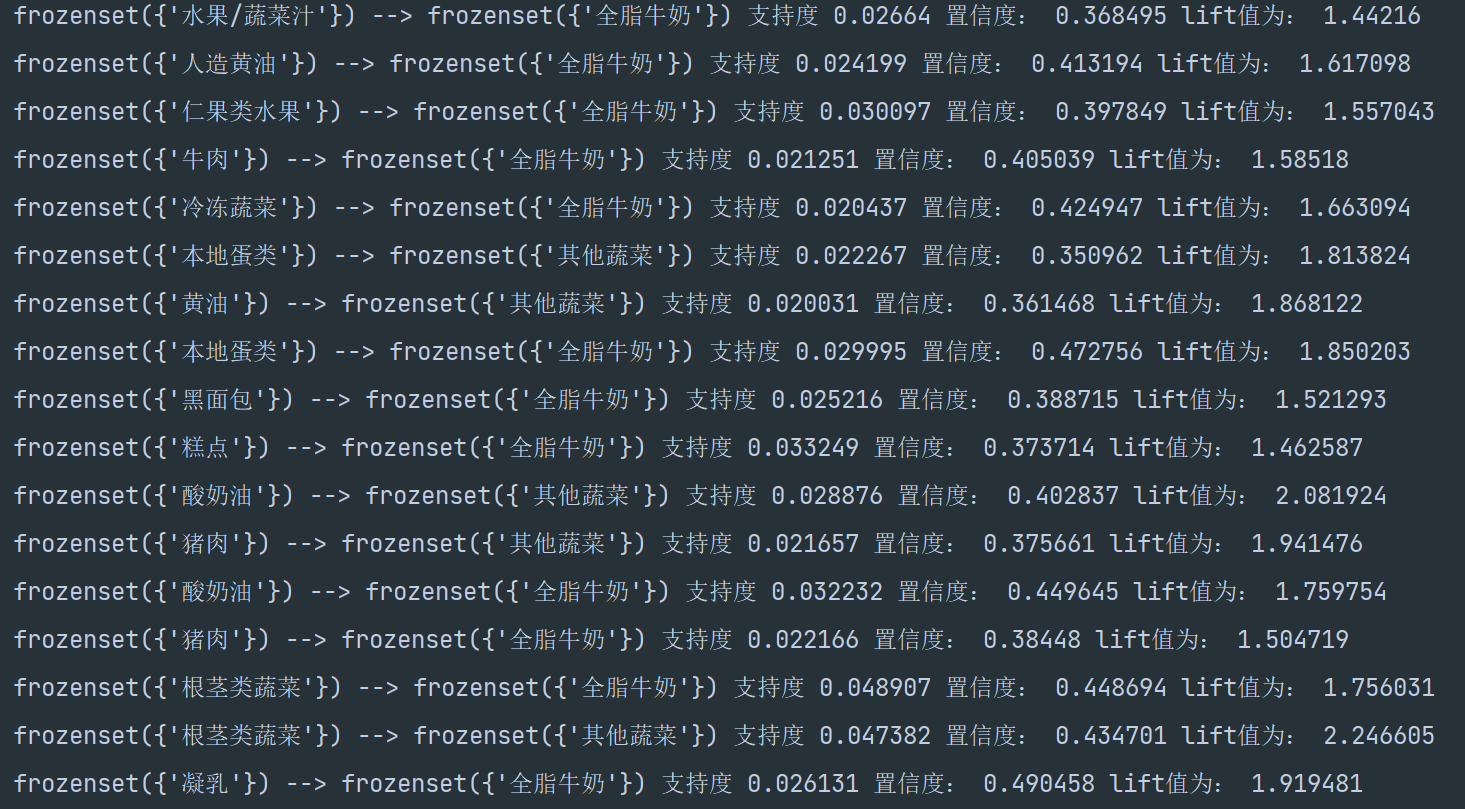 frozenset({'水果/蔬菜汁'}) --> frozenset({'全脂牛奶'}) 支持度 0.02664 置信度： 0.368495 lift值为： 1.44216
frozenset({'人造黄油'}) --> frozenset({'全脂牛奶'}) 支持度 0.024199 置信度： 0.413194 lift值为： 1.617098
frozenset({'仁果类水果'}) --> frozenset({'全脂牛奶'}) 支持度 0.030097 置信度： 0.397849 lift值为： 1.557043
frozenset({'牛肉'}) --> frozenset({'全脂牛奶'}) 支持度 0.021251 置信度： 0.405039 lift值为： 1.58518
frozenset({'冷冻蔬菜'}) --> frozenset({'全脂牛奶'}) 支持度 0.020437 置信度： 0.424947 lift值为： 1.663094
frozenset({'本地蛋类'}) --> frozenset({'其他蔬菜'}) 支持度 0.022267 置信度： 0.350962 lift值为： 1.813824
frozenset({'黄油'}) --> frozenset({'其他蔬菜'}) 支持度 0.020031 置信度： 0.361468 lift值为： 1.868122
frozenset({'本地蛋类'}) --> frozenset({'全脂牛奶'}) 支持度 0.029995 置信度： 0.472756 lift值为： 1.850203
frozenset({'黑面包'}) --> frozenset({'全脂牛奶'}) 支持度 0.025216 置信度： 0.388715 lift值为： 1.521293
frozenset({'糕点'}) --> frozenset({'全脂牛奶'}) 支持度 0.033249 置信度： 0.373714 lift值为： 1.462587
frozenset({'酸奶油'}) --> frozenset({'其他蔬菜'}) 支持度 0.028876 置信度： 0.402837 lift值为： 2.081924
frozenset({'猪肉'}) --> frozenset({'其他蔬菜'}) 支持度 0.021657 置信度： 0.375661 lift值为： 1.941476
frozenset({'酸奶油'}) --> frozenset({'全脂牛奶'}) 支持度 0.032232 置信度： 0.449645 lift值为： 1.759754
frozenset({'猪肉'}) --> frozenset({'全脂牛奶'}) 支持度 0.022166 置信度： 0.38448 lift值为： 1.504719
frozenset({'根茎类蔬菜'}) --> frozenset({'全脂牛奶'}) 支持度 0.048907 置信度： 0.448694 lift值为： 1.756031
frozenset({'根茎类蔬菜'}) --> frozenset({'其他蔬菜'}) 支持度 0.047382 置信度： 0.434701 lift值为： 2.246605
frozenset({'凝乳'}) --> frozenset({'全脂牛奶'}) 支持度 0.026131 置信度： 0.490458 lift值为： 1.919481